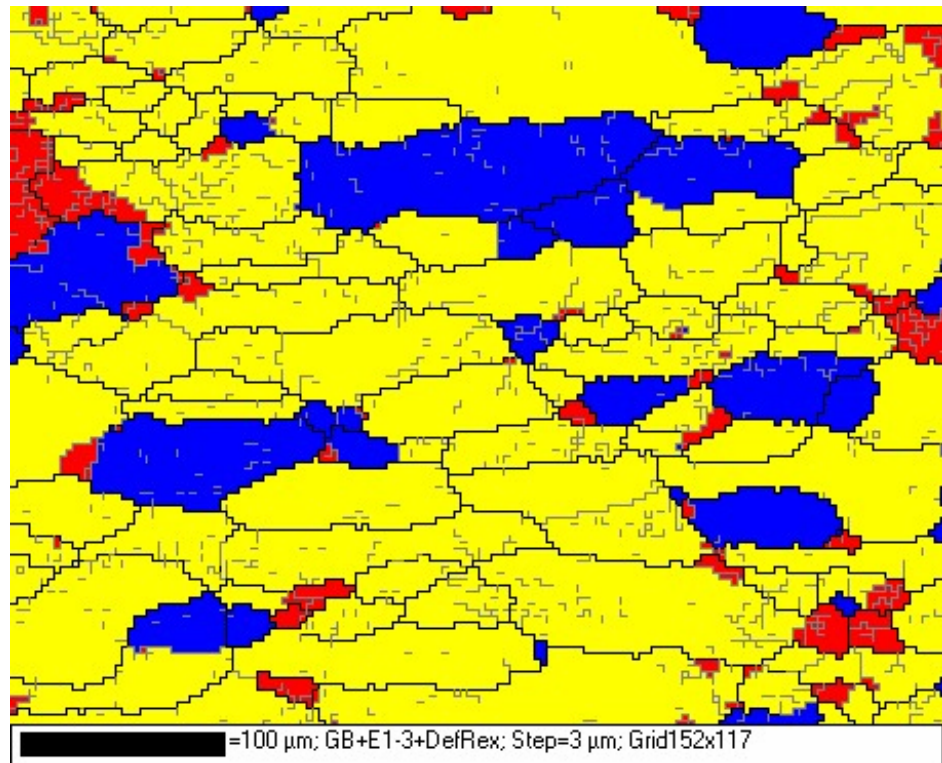 =100 µm; GB+E1-3+DefRex; Step=3 µm; Grid152x117